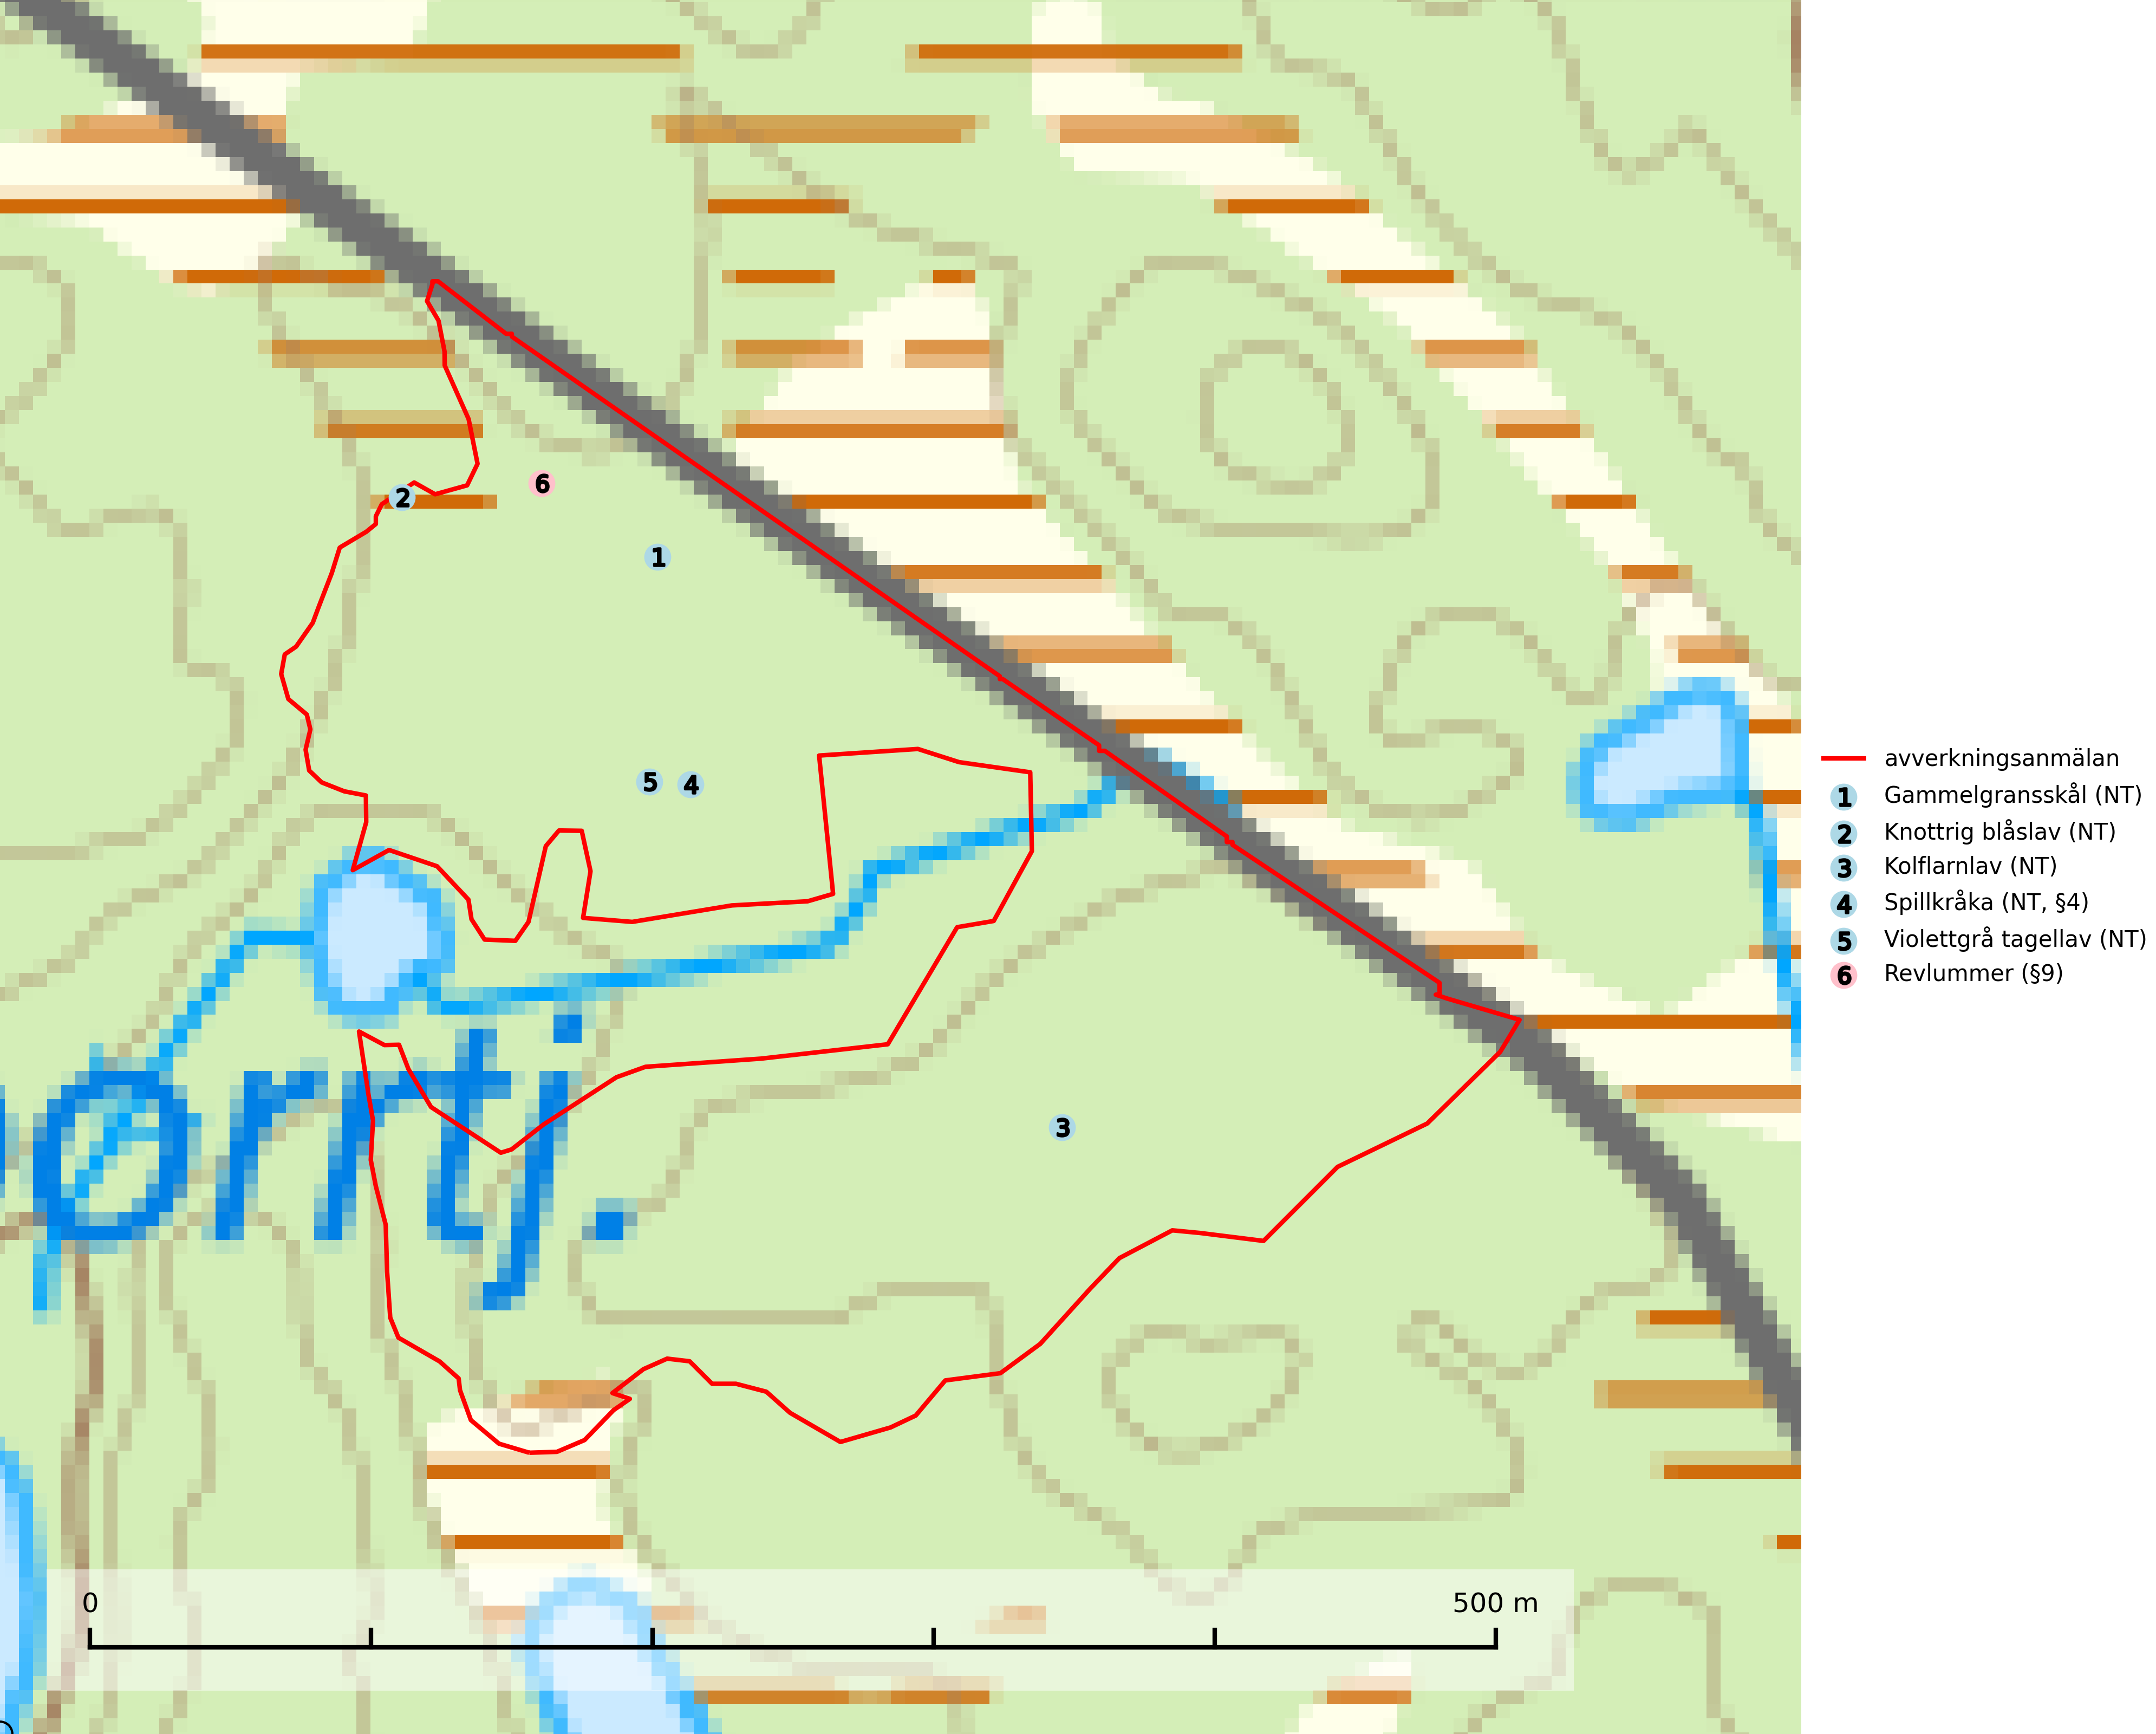 6
2
1
5 4
ortj.
3
0 500 m
avverkningsanmälan
1 Gammelgransskål (NT)
2 Knottrig blåslav (NT)
3 Kolflarnlav (NT)
4 Spillkråka (NT, §4)
5 Violettgrå tagellav (NT)
6 Revlummer (§9)